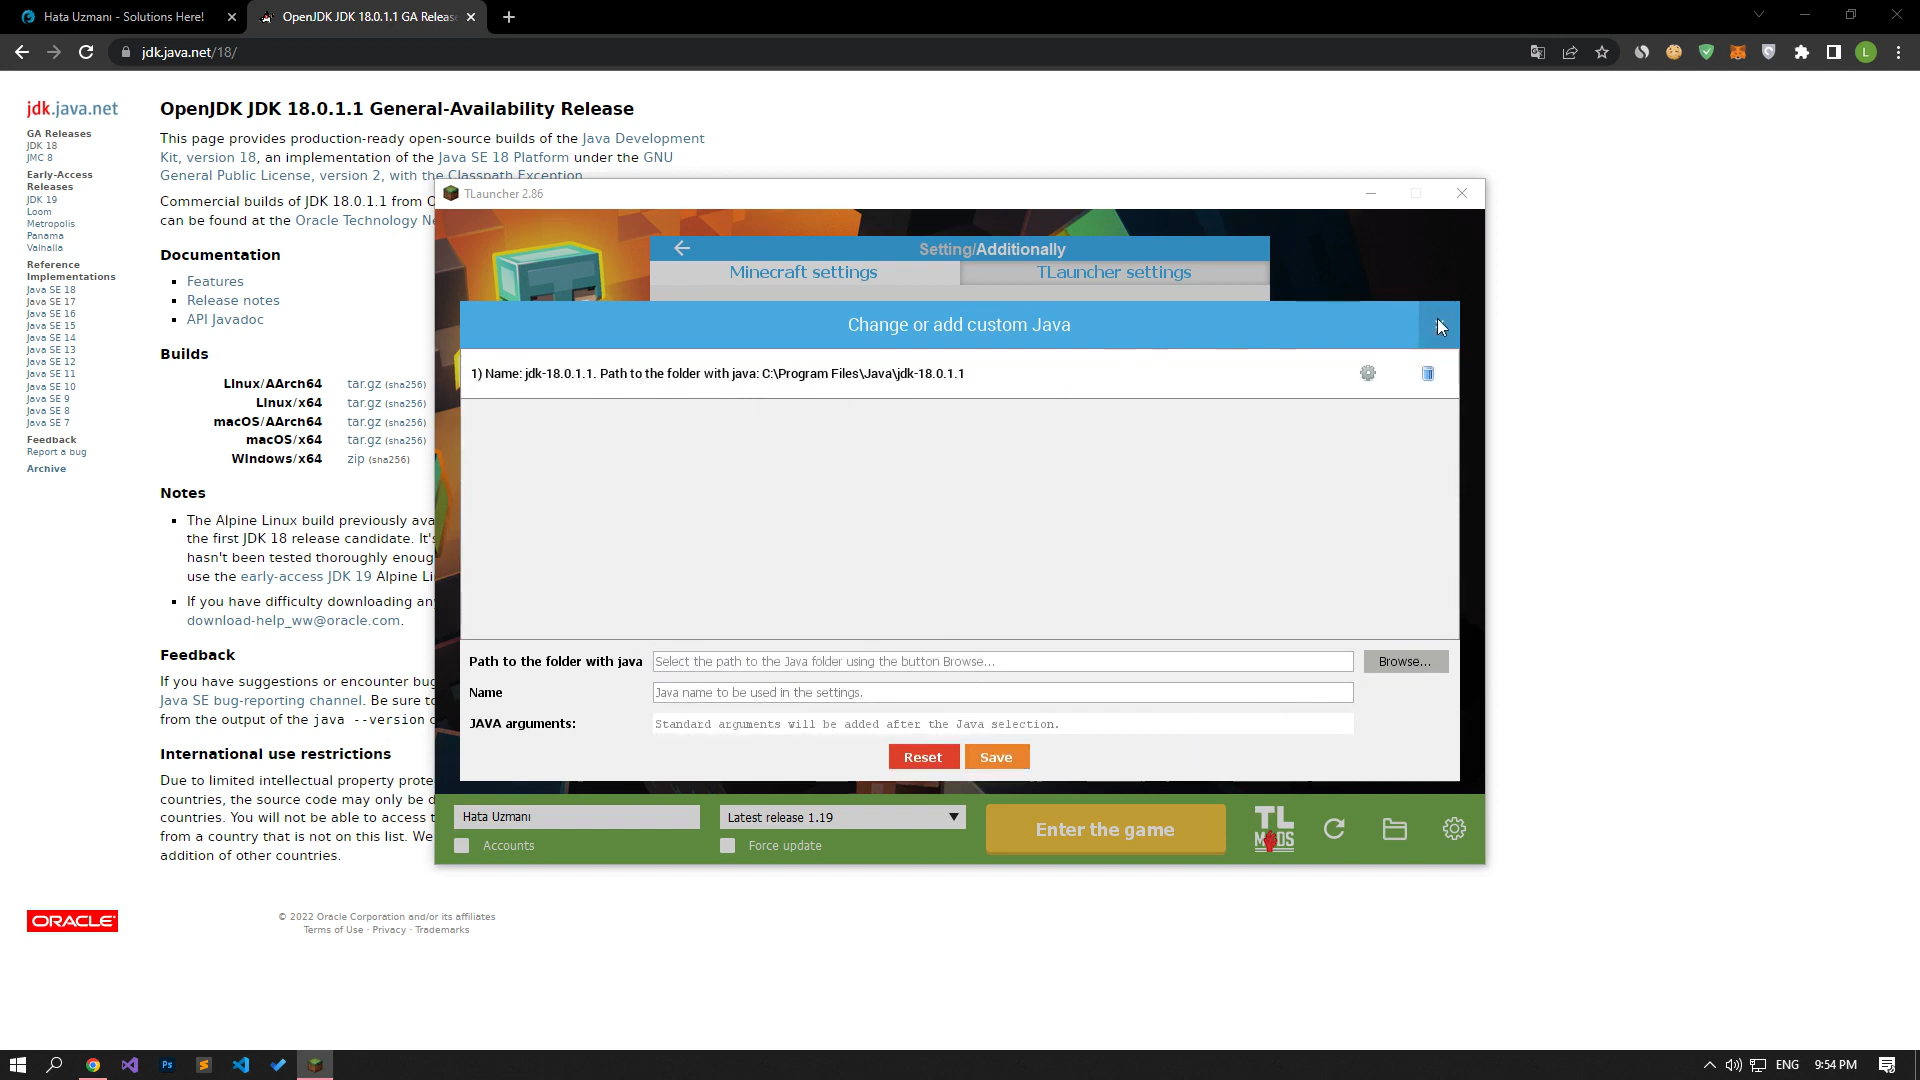 Hata Uzmanı - Solutions Here!
OpenJDK JDK 18.0.1.1 GA Releas
jdk.java.net/18/
L
jdk.java.net
GA Releases
JDK 18
JMC 8
Early-Access
Releases
JDK 19
Loom
Metropolis
Panama
Valhalla
Reference
Implementations
Java SE 18
Java SE 17
Java SE 16
Java SE 15
Java SE 14
Java SE 13
Java SE 12
Java SE 11
Java SE 10
Java SE 9
Java SE 8
Java SE 7
Feedback
Report a bug
Archive
ORACLE
OpenJDK JDK 18.0.1.1 General-Availability Release
This page provides production-ready open-source builds of the Java Development
Kit, version 18, an implementation of the Java SE 18 Platform under the GNU
General Public License, version 2, with the Classpath Exception.
Commercial builds of JDK 18.0.1.1 from O
can be found at the Oracle Technology Ne
Documentation
Features
Release notes
API Javadoc
Builds
Linux/AArch64 tar.gz (sha256)
Linux/x64 tar.gz (sha256)
macOS/AArch64 tar.gz (sha256)
macOS/x64 tar.gz (sha256)
Windows/x64 zip (sha256)
Notes
The Alpine Linux build previously ava
the first JDK 18 release candidate. It's
hasn't been tested thoroughly enoug
use the early-access JDK 19 Alpine Li
If you have difficulty downloading an
download-help_ww@oracle.com.
Feedback
If you have suggestions or encounter bug
Java SE bug-reporting channel. Be sure to
from the output of the java --version c
International use restrictions
Due to limited intellectual property prote
countries, the source code may only be d
countries. You will not be able to access t
from a country that is not on this list. We
addition of other countries.
© 2022 Oracle Corporation and/or its affiliates
Terms of Use · Privacy · Trademarks
TLauncher 2.86
Setting/Additionally
Minecraft settings
TLauncher settings
Change or add custom Java
1) Name: jdk-18.0.1.1. Path to the folder with java: C:\Program Files\Java\jdk-18.0.1.1
Path to the folder with java
Select the path to the Java folder using the button Browse...
Browse...
Name
Java name to be used in the settings.
JAVA arguments:
Standard arguments will be added after the Java selection.
Reset
Save
Hata Uzmanı
Latest release 1.19
Accounts
Force update
Enter the game
TL
MODS
Ps
ENG
9:54 PM